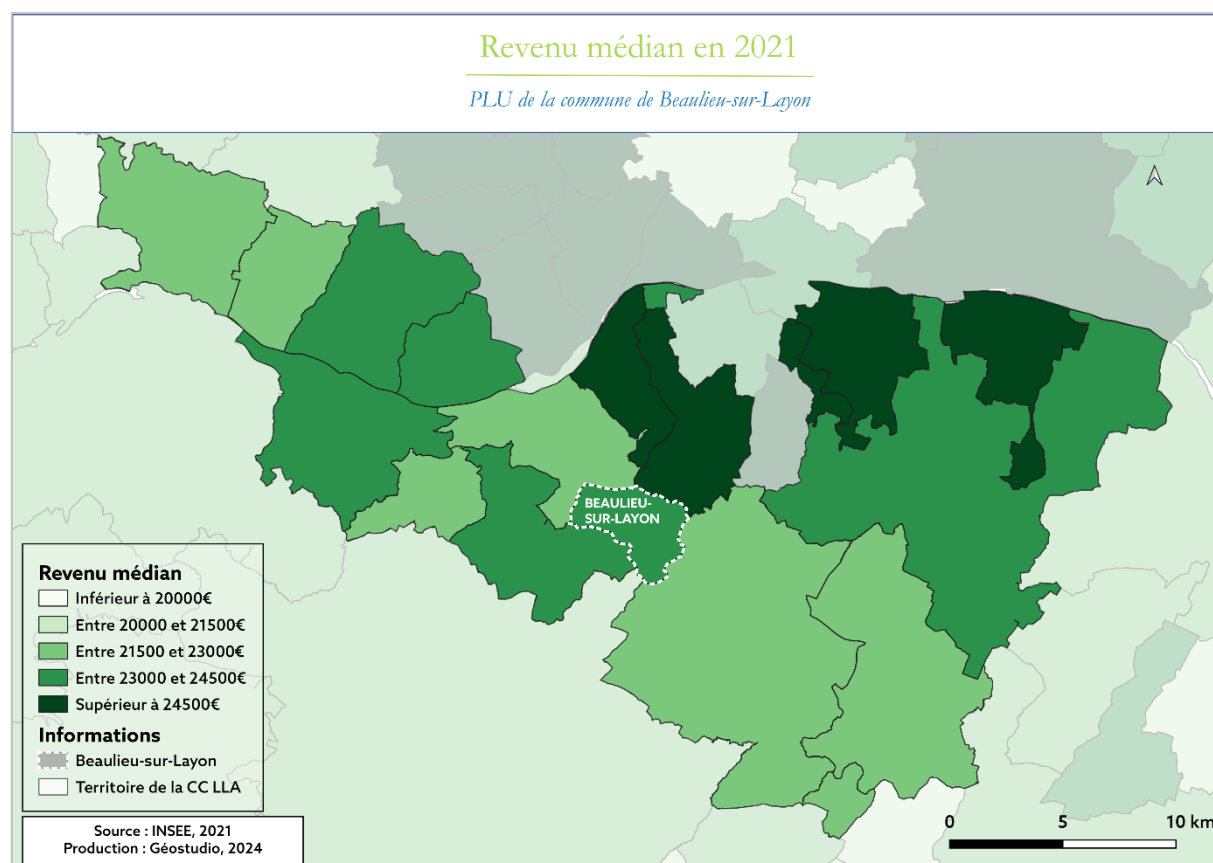 Revenu médian en 2021
PLU de la commune de Beaulieu-sur-Layon
BEAULIEU-
SUR-LAYON
Revenu médian
Inférieur à 20000€
Entre 20000 et 21500€
Entre 21500 et 23000€
Entre 23000 et 24500€
Supérieur à 24500€
Informations
Beaulieu-sur-Layon
Territoire de la CC LLA
Source : INSEE, 2021
Production : Géostudio, 2024
0 5 10 km